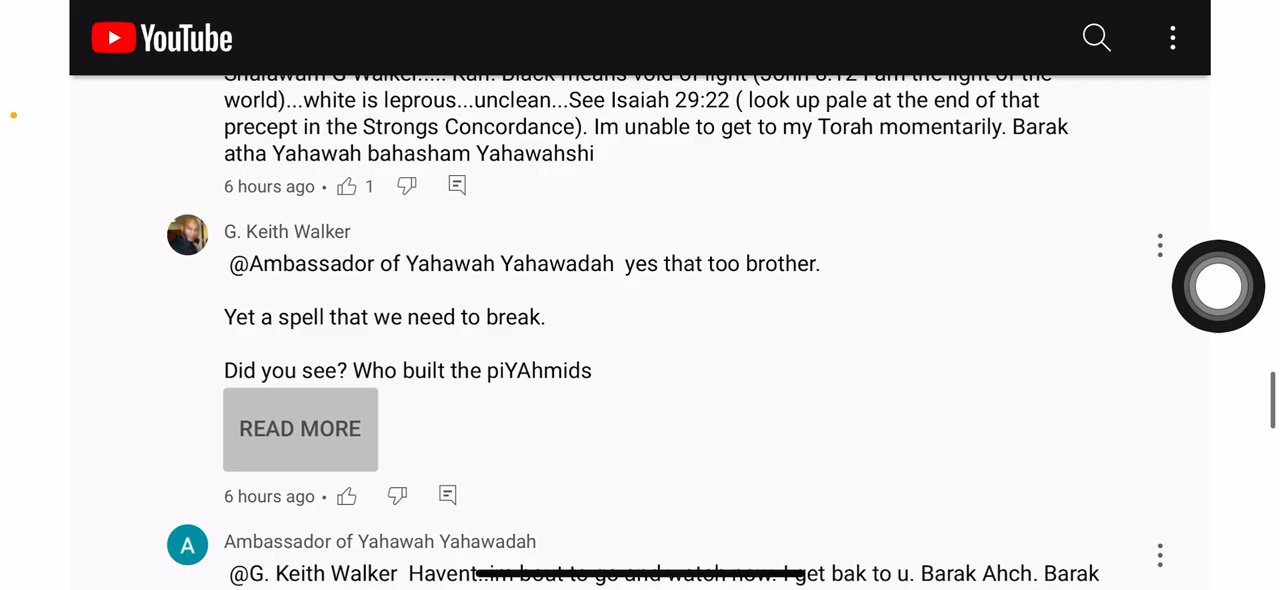 YouTube
Shalawam G Walker..... Kah. Black means void of light (John 8:12 I am the light of the
world)...white is leprous...unclean...See Isaiah 29:22 ( look up pale at the end of that
precept in the Strongs Concordance). Im unable to get to my Torah momentarily. Barak
atha Yahawah bahasham Yahawahshi
6 hours ago • 1
G. Keith Walker
@Ambassador of Yahawah Yahawadah yes that too brother.
Yet a spell that we need to break.
Did you see? Who built the piYAhmids
READ MORE
6 hours ago •
A
Ambassador of Yahawah Yahawadah
@G. Keith Walker Havent..im bout to go and watch now. I get bak to u. Barak Ahch. Barak